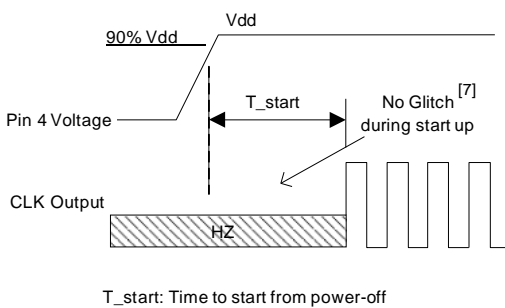 Vdd
90% Vdd
T_start
No Glitch [7]
during start up
Pin 4 Voltage
CLK Output
HZ
T_start: Time to start from power-off